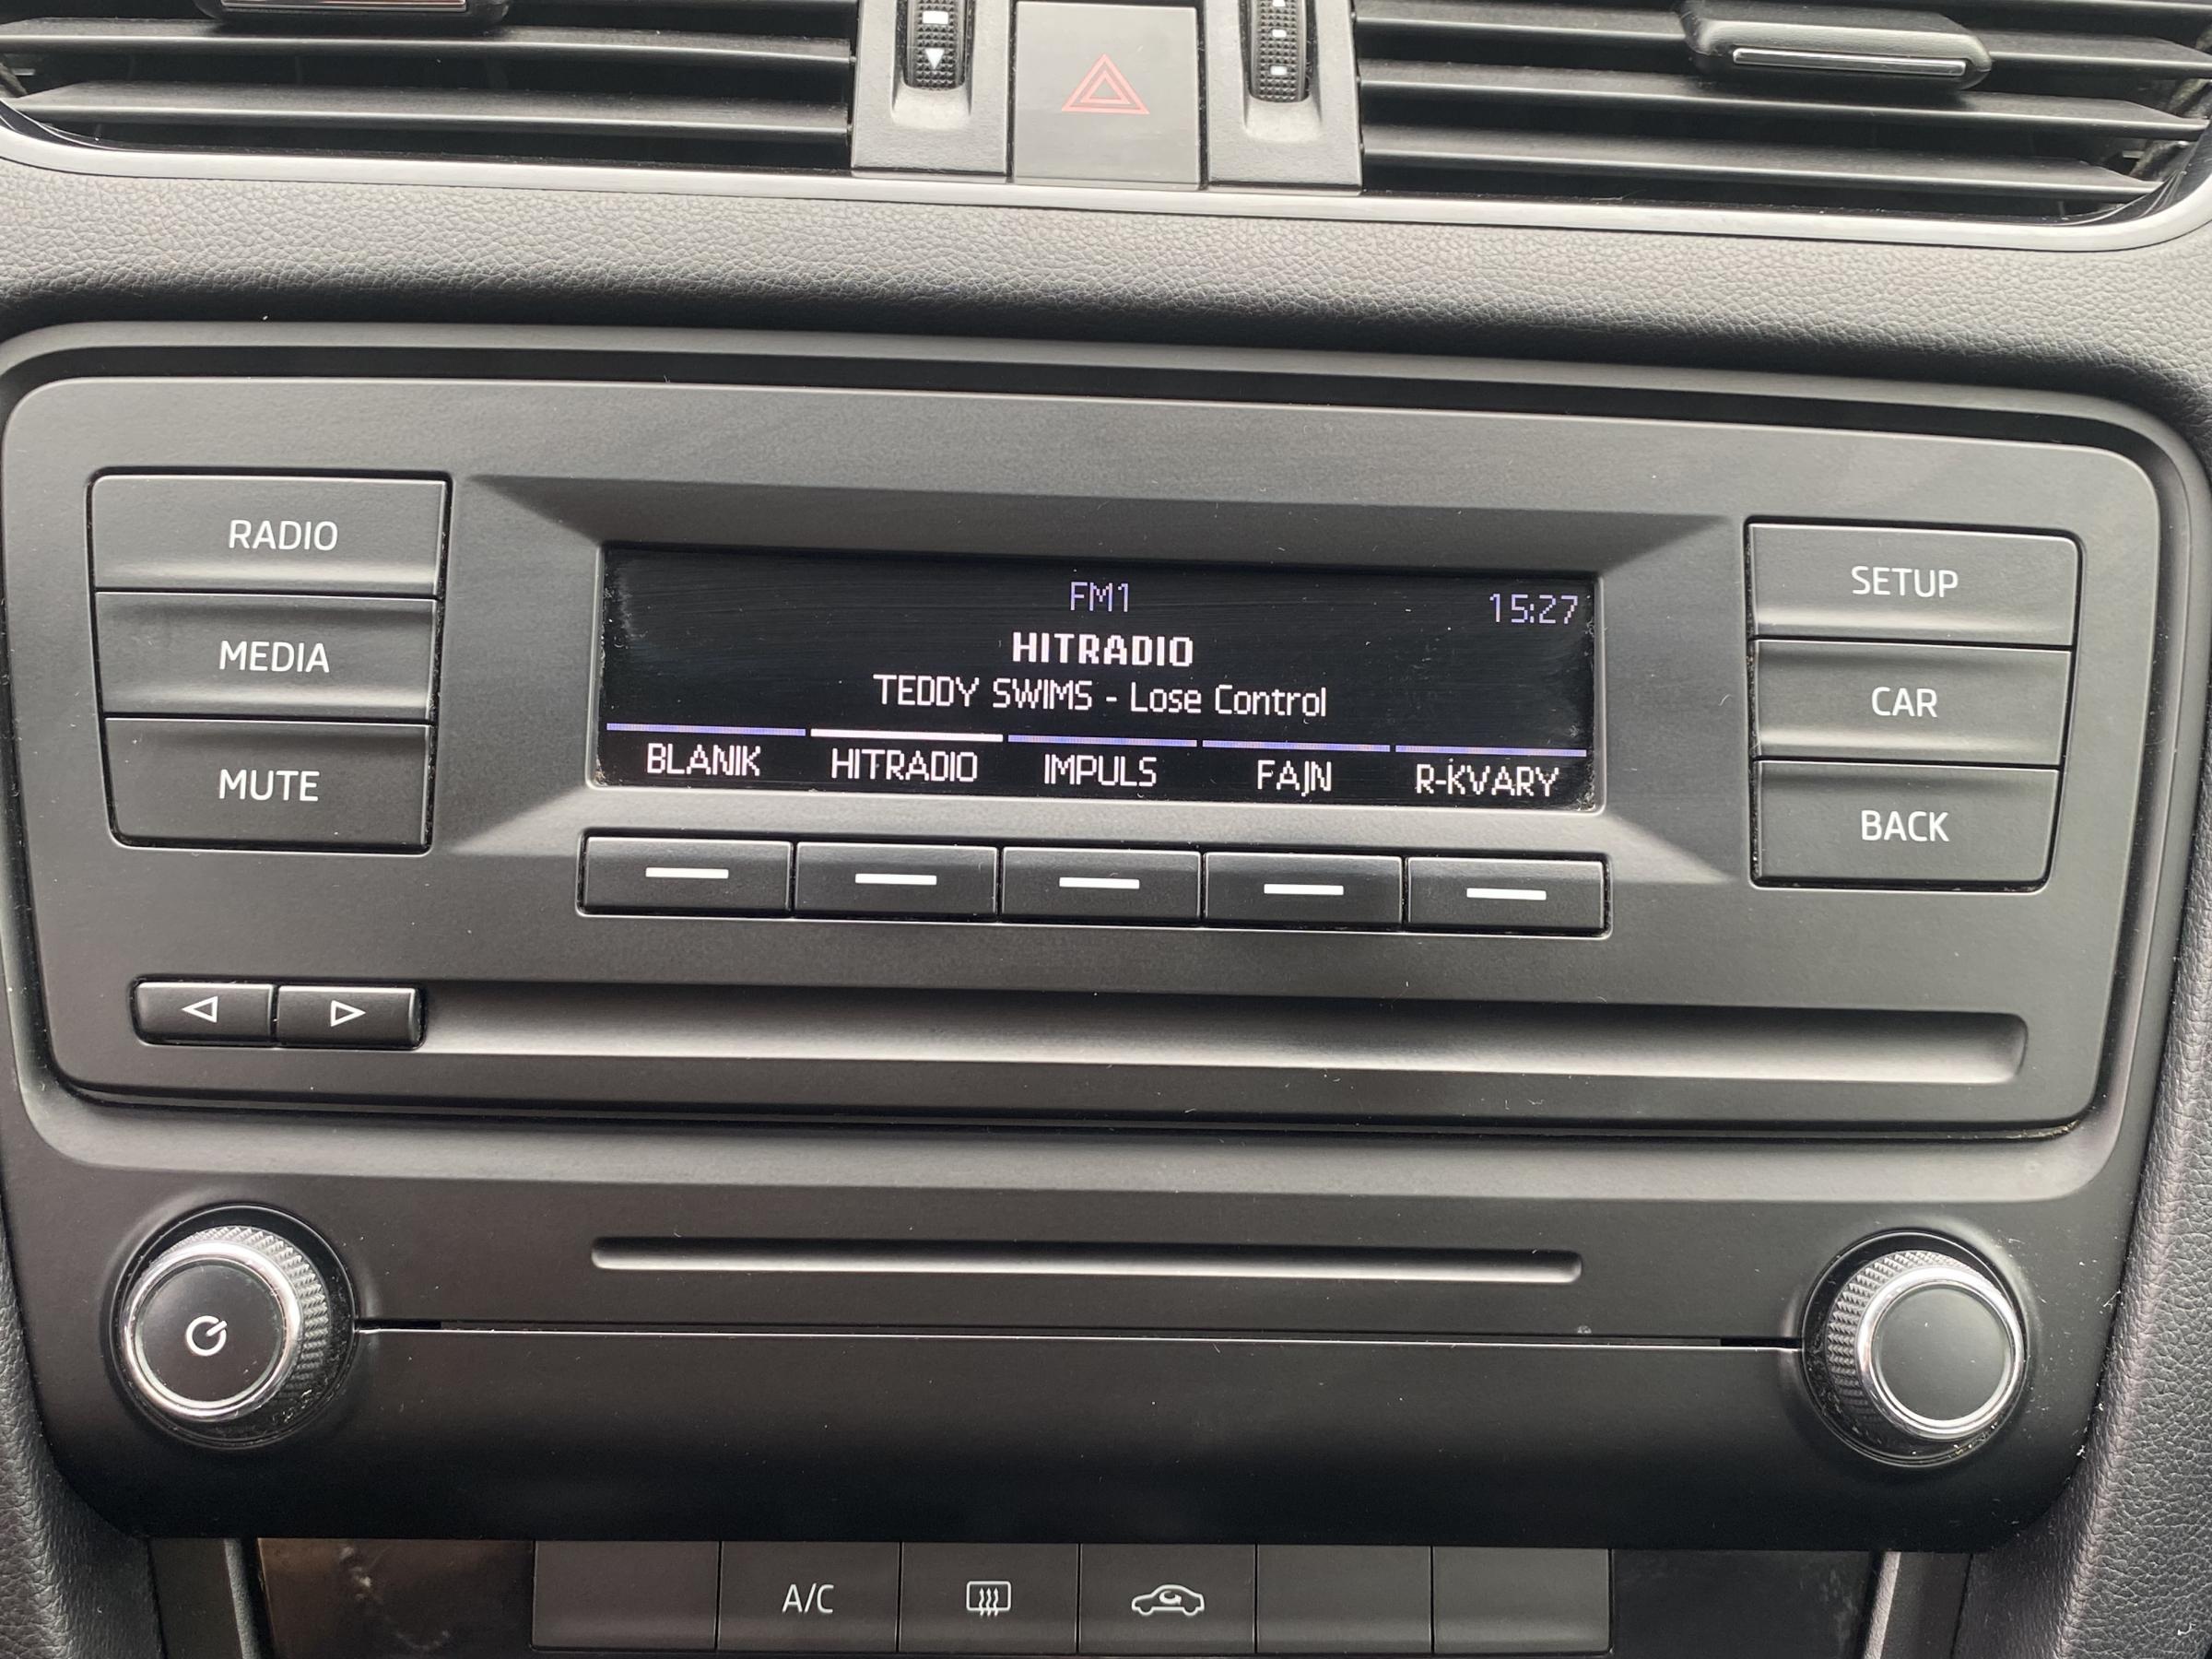 RADIO
MEDIA
MUTE
FM1
15:27
HITRADIO
TEDDY SWIMS - Lose Control
BLANIK HITRADIO IMPULS FAJN R-KVARY
SETUP
CAR
BACK
A/C